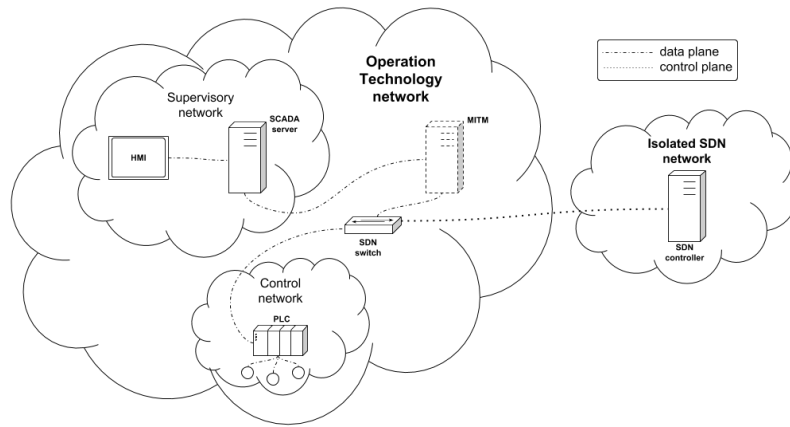 Operation
Technology
network
data plane
control plane
Supervisory
network
SCADA
server
HMI
MITM
Isolated SDN
network
SDN
controller
SDN
switch
Control
network
PLC